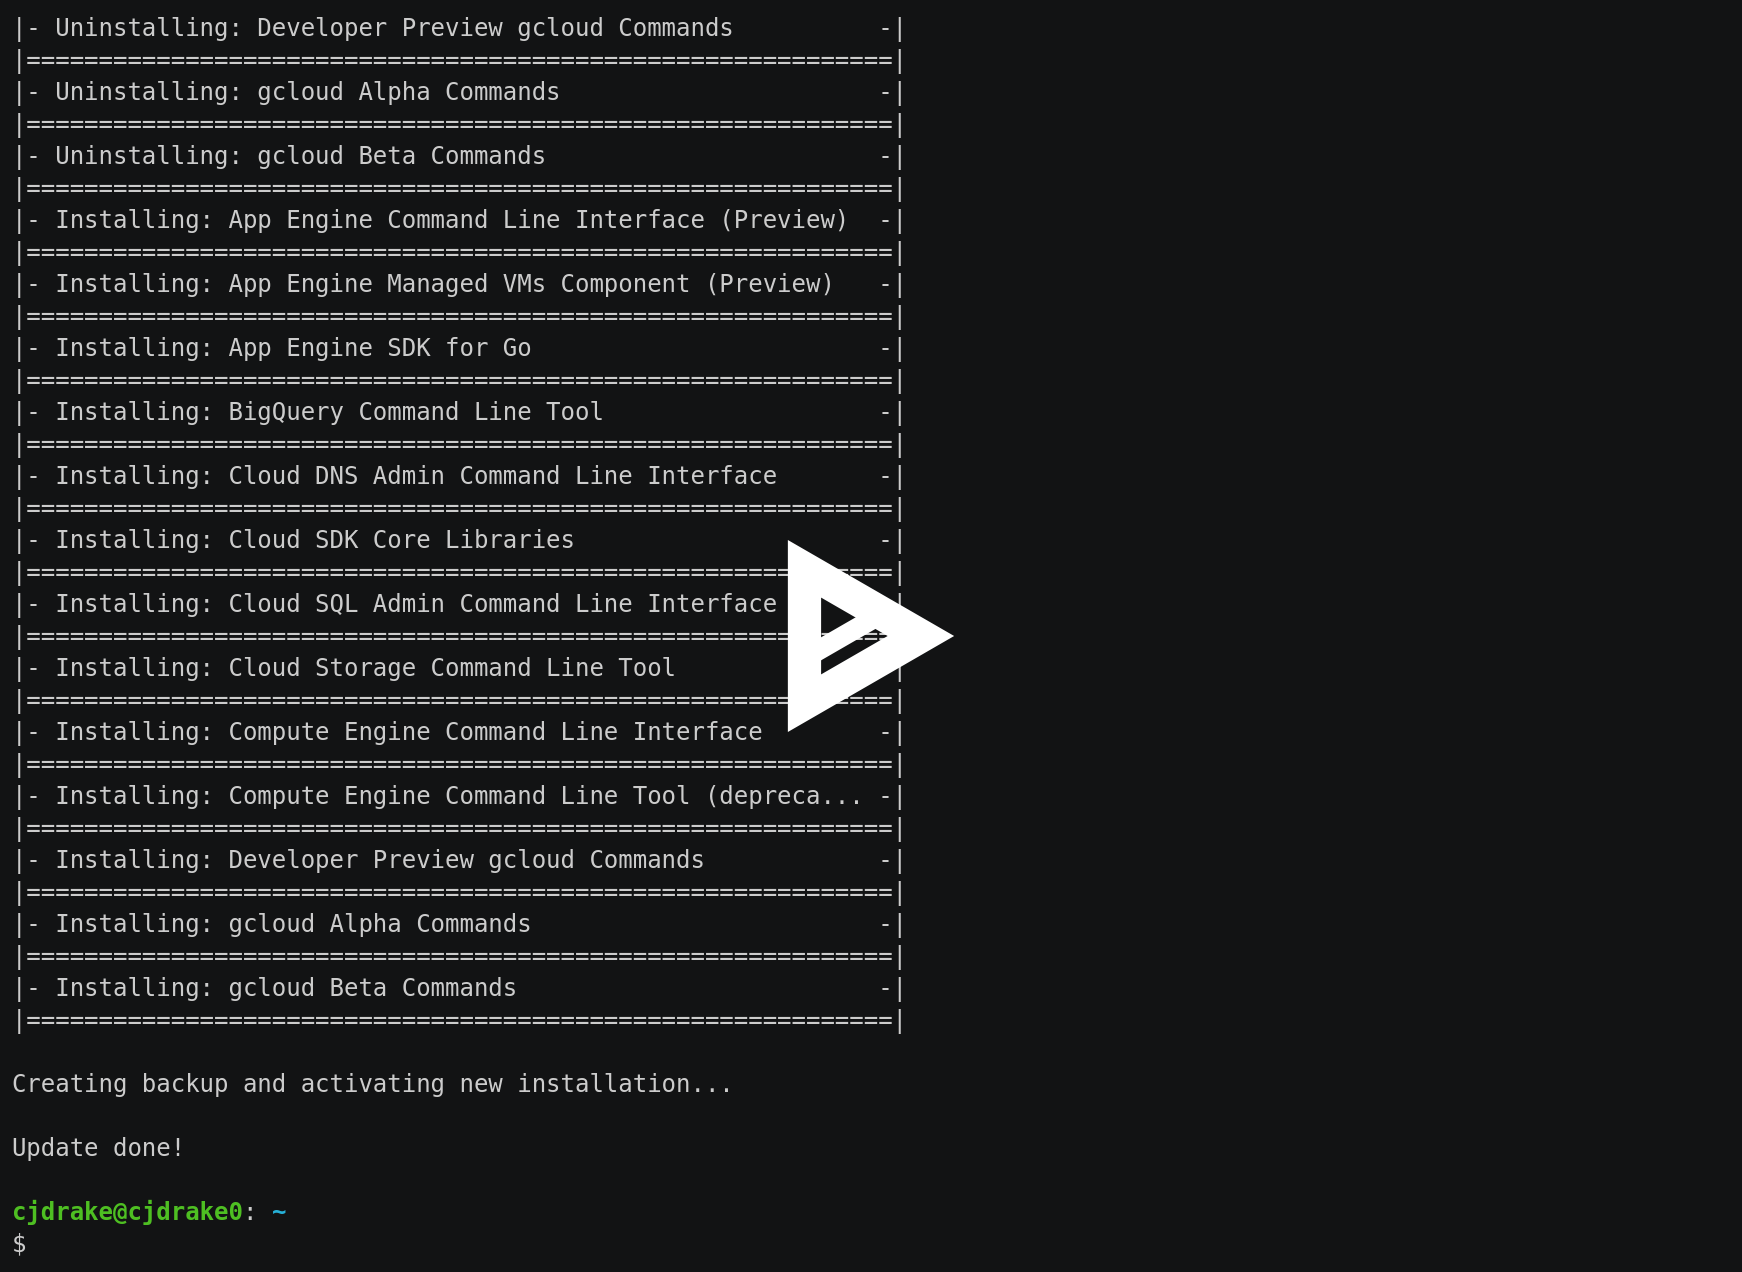 |- Uninstalling: Developer Preview gcloud Commands          -|
|============================================================|
|- Uninstalling: gcloud Alpha Commands                      -|
|============================================================|
|- Uninstalling: gcloud Beta Commands                       -|
|============================================================|
|- Installing: App Engine Command Line Interface (Preview)  -|
|============================================================|
|- Installing: App Engine Managed VMs Component (Preview)   -|
|============================================================|
|- Installing: App Engine SDK for Go                        -|
|============================================================|
|- Installing: BigQuery Command Line Tool                   -|
|============================================================|
|- Installing: Cloud DNS Admin Command Line Interface       -|
|============================================================|
|- Installing: Cloud SDK Core Libraries                     -|
|============================================================|
|- Installing: Cloud SQL Admin Command Line Interface        |
|============================================================|
|- Installing: Cloud Storage Command Line Tool               |
|============================================================|
|- Installing: Compute Engine Command Line Interface        -|
|============================================================|
|- Installing: Compute Engine Command Line Tool (depreca... -|
|============================================================|
|- Installing: Developer Preview gcloud Commands            -|
|============================================================|
|- Installing: gcloud Alpha Commands                        -|
|============================================================|
|- Installing: gcloud Beta Commands                         -|
|============================================================|
Creating backup and activating new installation...
Update done!
cjdrake@cjdrake0: ~
$